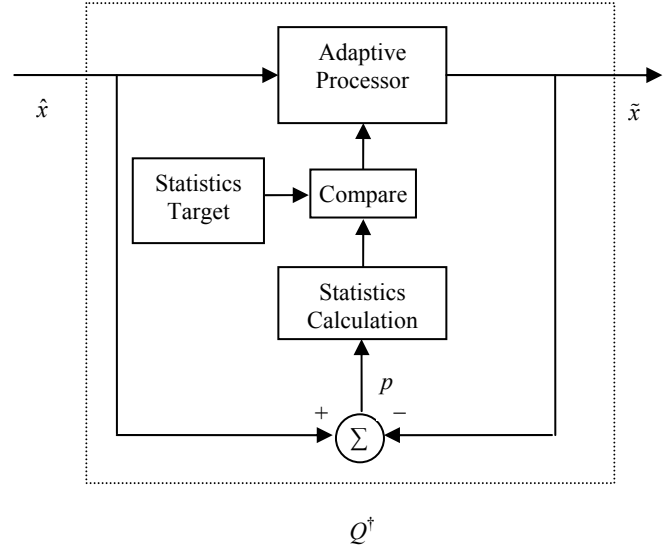 Adaptive
Processor
x̂
x̃
Statistics
Target
Compare
Statistics
Calculation
p
+
−
Σ
Q†